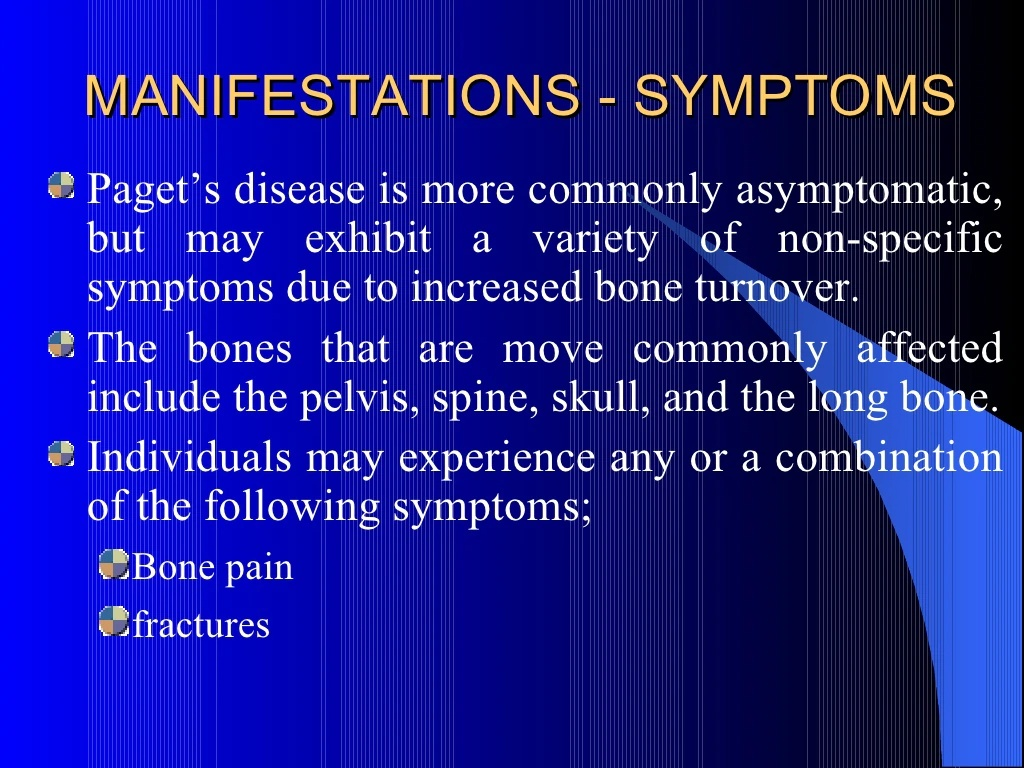 MANIFESTATIONS - SYMPTOMS
Paget’s disease is more commonly asymptomatic,
but may exhibit a variety of non-specific
symptoms due to increased bone turnover.
The bones that are move commonly affected
include the pelvis, spine, skull, and the long bone.
Individuals may experience any or a combination
of the following symptoms;
Bone pain
fractures